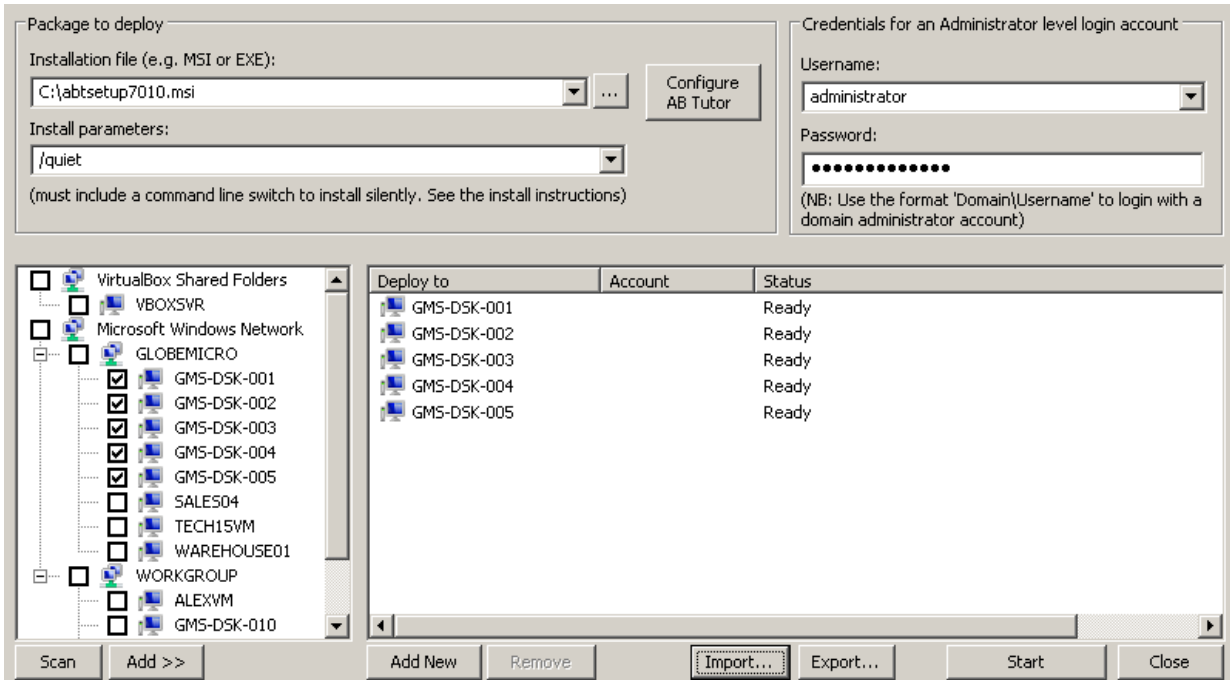 Package to deploy
Installation file (e.g. MSI or EXE):
C:\abtsetup7010.msi
...
Configure
AB Tutor
Install parameters:
/quiet
(must include a command line switch to install silently. See the install instructions)
Credentials for an Administrator level login account
Username:
administrator
Password:
●●●●●●●●●●●●●
(NB: Use the format 'Domain\Username' to login with a
domain administrator account)
VirtualBox Shared Folders
VBOXSVR
Microsoft Windows Network
GLOBEMICRO
GMS-DSK-001
GMS-DSK-002
GMS-DSK-003
GMS-DSK-004
GMS-DSK-005
SALES04
TECH15VM
WAREHOUSE01
WORKGROUP
ALEXVM
GMS-DSK-010
Deploy to Account Status
GMS-DSK-001 Ready
GMS-DSK-002 Ready
GMS-DSK-003 Ready
GMS-DSK-004 Ready
GMS-DSK-005 Ready
Scan Add >> Add New Remove Import... Export... Start Close